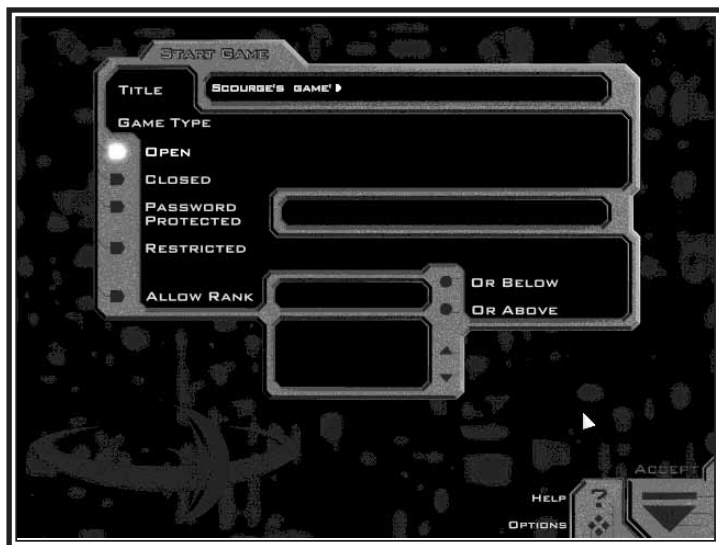 START GAME
TITLE
SCOURGE'S GAME'
GAME TYPE
OPEN
CLOSED
PASSWORD
PROTECTED
RESTRICTED
ALLOW RANK
OR BELOW
OR ABOVE
ACCEPT
HELP
?
OPTIONS